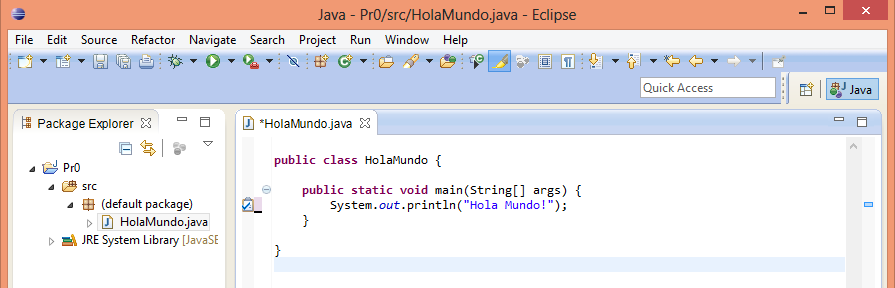 Java - Pr0/src/HolaMundo.java - Eclipse
File Edit Source Refactor Navigate Search Project Run Window Help
Quick Access
Java
Package Explorer
Pr0
src
(default package)
HolaMundo.java
JRE System Library [JavaSE
*HolaMundo.java
public class HolaMundo {
public static void main(String[] args) {
System.out.println("Hola Mundo!");
}
}